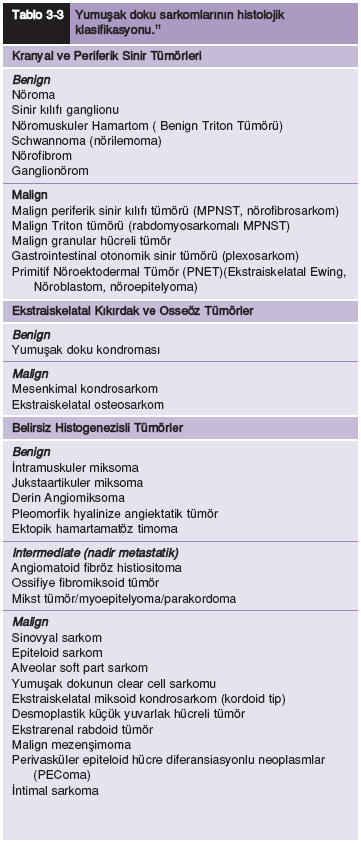 Tablo 3-3 Yumuşak doku sarkomlarının histolojik
klasifikasyonu.¹¹
Kranyal ve Periferik Sinir Tümörleri
Benign
Nöroma
Sinir kılıfı ganglionu
Nöromuskuler Hamartom ( Benign Triton Tümörü)
Schwannoma (nörilemoma)
Nörofibrom
Ganglionörom
Malign
Malign periferik sinir kılıfı tümörü (MPNST, nörofibrosarkom)
Malign Triton tümörü (rabdomyosarkomalı MPNST)
Malign granular hücreli tümör
Gastrointestinal otonomik sinir tümörü (plexosarkom)
Primitif Nöroektodermal Tümör (PNET)(Ekstraiskelatal Ewing,
Nöroblastom, nöroepitelyoma)
Ekstraiskelatal Kıkırdak ve Osseöz Tümörler
Benign
Yumuşak doku kondroması
Malign
Mesenkimal kondrosarkom
Ekstraiskelatal osteosarkom
Belirsiz Histogenezisli Tümörler
Benign
İntramuskuler miksoma
Jukstaartikuler miksoma
Derin Angiomiksoma
Pleomorfik hyalinize angiektatik tümör
Ektopik hamartamatöz timoma
Intermediate (nadir metastatik)
Angiomatoid fibröz histiositoma
Ossifiye fibromiksoid tümör
Mikst tümör/myoepitelyoma/parakordoma
Malign
Sinovyal sarkom
Epiteloid sarkom
Alveolar soft part sarkom
Yumuşak dokunun clear cell sarkomu
Ekstraiskelatal miksoid kondrosarkom (kordoid tip)
Desmoplastik küçük yuvarlak hücreli tümör
Ekstrarenal rabdoid tümör
Malign mezenşimoma
Perivasküler epiteloid hücre diferansiasyonlu neoplasmlar
(PEComa)
İntimal sarkoma